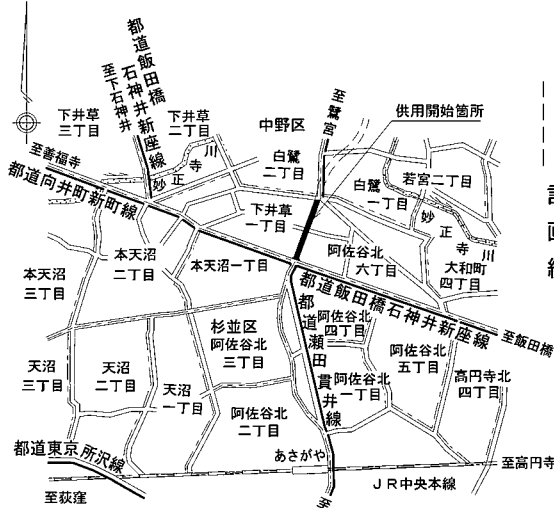 都道飯田橋
石神井新座線
至下石神井
下井草
三丁目
下井草
二丁目
中野区
至鷺宮
供用開始箇所
至善福寺
都道向井町新町線
妙正寺川
白鷺
二丁目
白鷺
一丁目
若宮二丁目
妙正寺川
下井草
一丁目
本天沼
二丁目
本天沼一丁目
阿佐谷北
六丁目
大和町
四丁目
本天沼
三丁目
都道飯田橋石神井新座線
至飯田橋
都道瀬田貫井線
杉並区
阿佐谷北
三丁目
阿佐谷北
四丁目
阿佐谷北
五丁目
天沼
三丁目
天沼
二丁目
天沼
一丁目
阿佐谷北
一丁目
高円寺北
四丁目
阿佐谷北
二丁目
都道東京所沢線
あさがや
至高円寺
JR中央本線
至荻窪
至
計画線